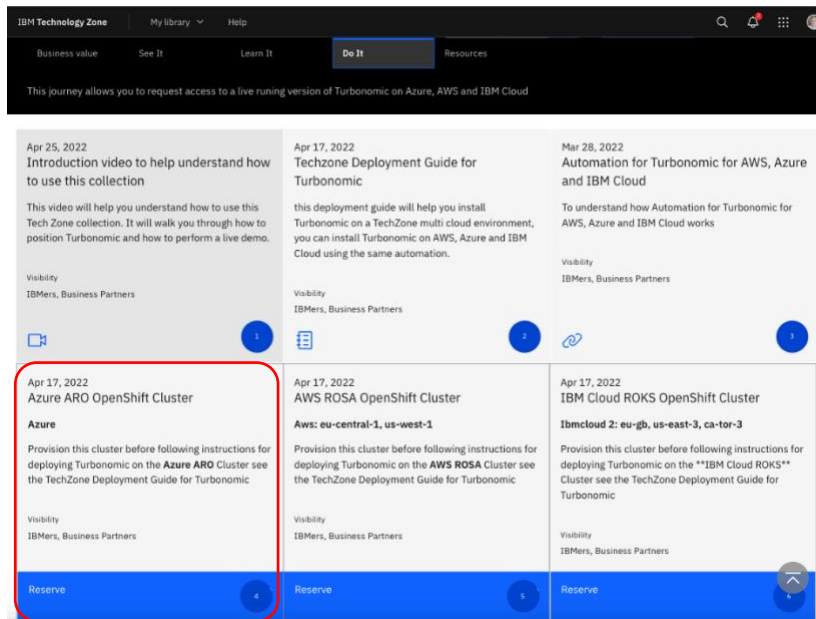 IBM Technology Zone
My library
Help
Business value
See It
Learn It
Do It
Resources
This journey allows you to request access to a live runing version of Turbonomic on Azure, AWS and IBM Cloud
Apr 25, 2022
Introduction video to help understand how
to use this collection
This video will help you understand how to use this
Tech Zone collection. It will walk you through how to
position Turbonomic and how to perform a live demo.
Visibility
IBMers, Business Partners
1
Apr 17, 2022
Techzone Deployment Guide for
Turbonomic
this deployment guide will help you install
Turbonomic on a TechZone multi cloud environment,
you can install Turbonomic on AWS, Azure and IBM
Cloud using the same automation.
Visibility
IBMers, Business Partners
2
Mar 28, 2022
Automation for Turbonomic for AWS, Azure
and IBM Cloud
To understand how Automation for Turbonomic for
AWS, Azure and IBM Cloud works
Visibility
IBMers, Business Partners
3
Apr 17, 2022
Azure ARO OpenShift Cluster
Azure
Provision this cluster before following instructions for
deploying Turbonomic on the Azure ARO Cluster see
the TechZone Deployment Guide for Turbonomic
Visibility
IBMers, Business Partners
Reserve
4
Apr 17, 2022
AWS ROSA OpenShift Cluster
Aws: eu-central-1, us-west-1
Provision this cluster before following instructions for
deploying Turbonomic on the AWS ROSA Cluster see
the TechZone Deployment Guide for Turbonomic
Visibility
IBMers, Business Partners
Reserve
5
Apr 17, 2022
IBM Cloud ROKS OpenShift Cluster
Ibmcloud 2: eu-gb, us-east-3, ca-tor-3
Provision this cluster before following instructions for
deploying Turbonomic on the **IBM Cloud ROKS**
Cluster see the TechZone Deployment Guide for
Turbonomic
Visibility
IBMers, Business Partners
Reserve
6